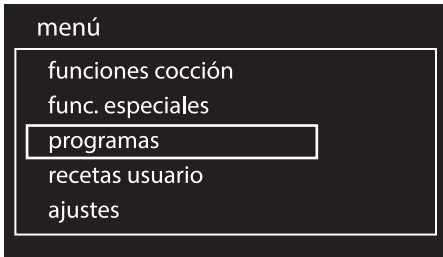 menú
funciones cocción
func. especiales
programas
recetas usuario
ajustes